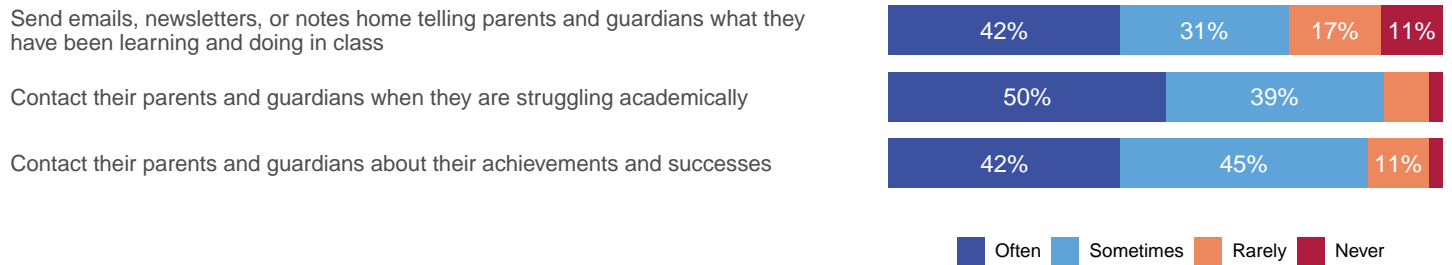 Send emails, newsletters, or notes home telling parents and guardians what they
have been learning and doing in class
42% 31% 17% 11%
Contact their parents and guardians when they are struggling academically
50% 39%
Contact their parents and guardians about their achievements and successes
42% 45% 11%
Often Sometimes Rarely Never